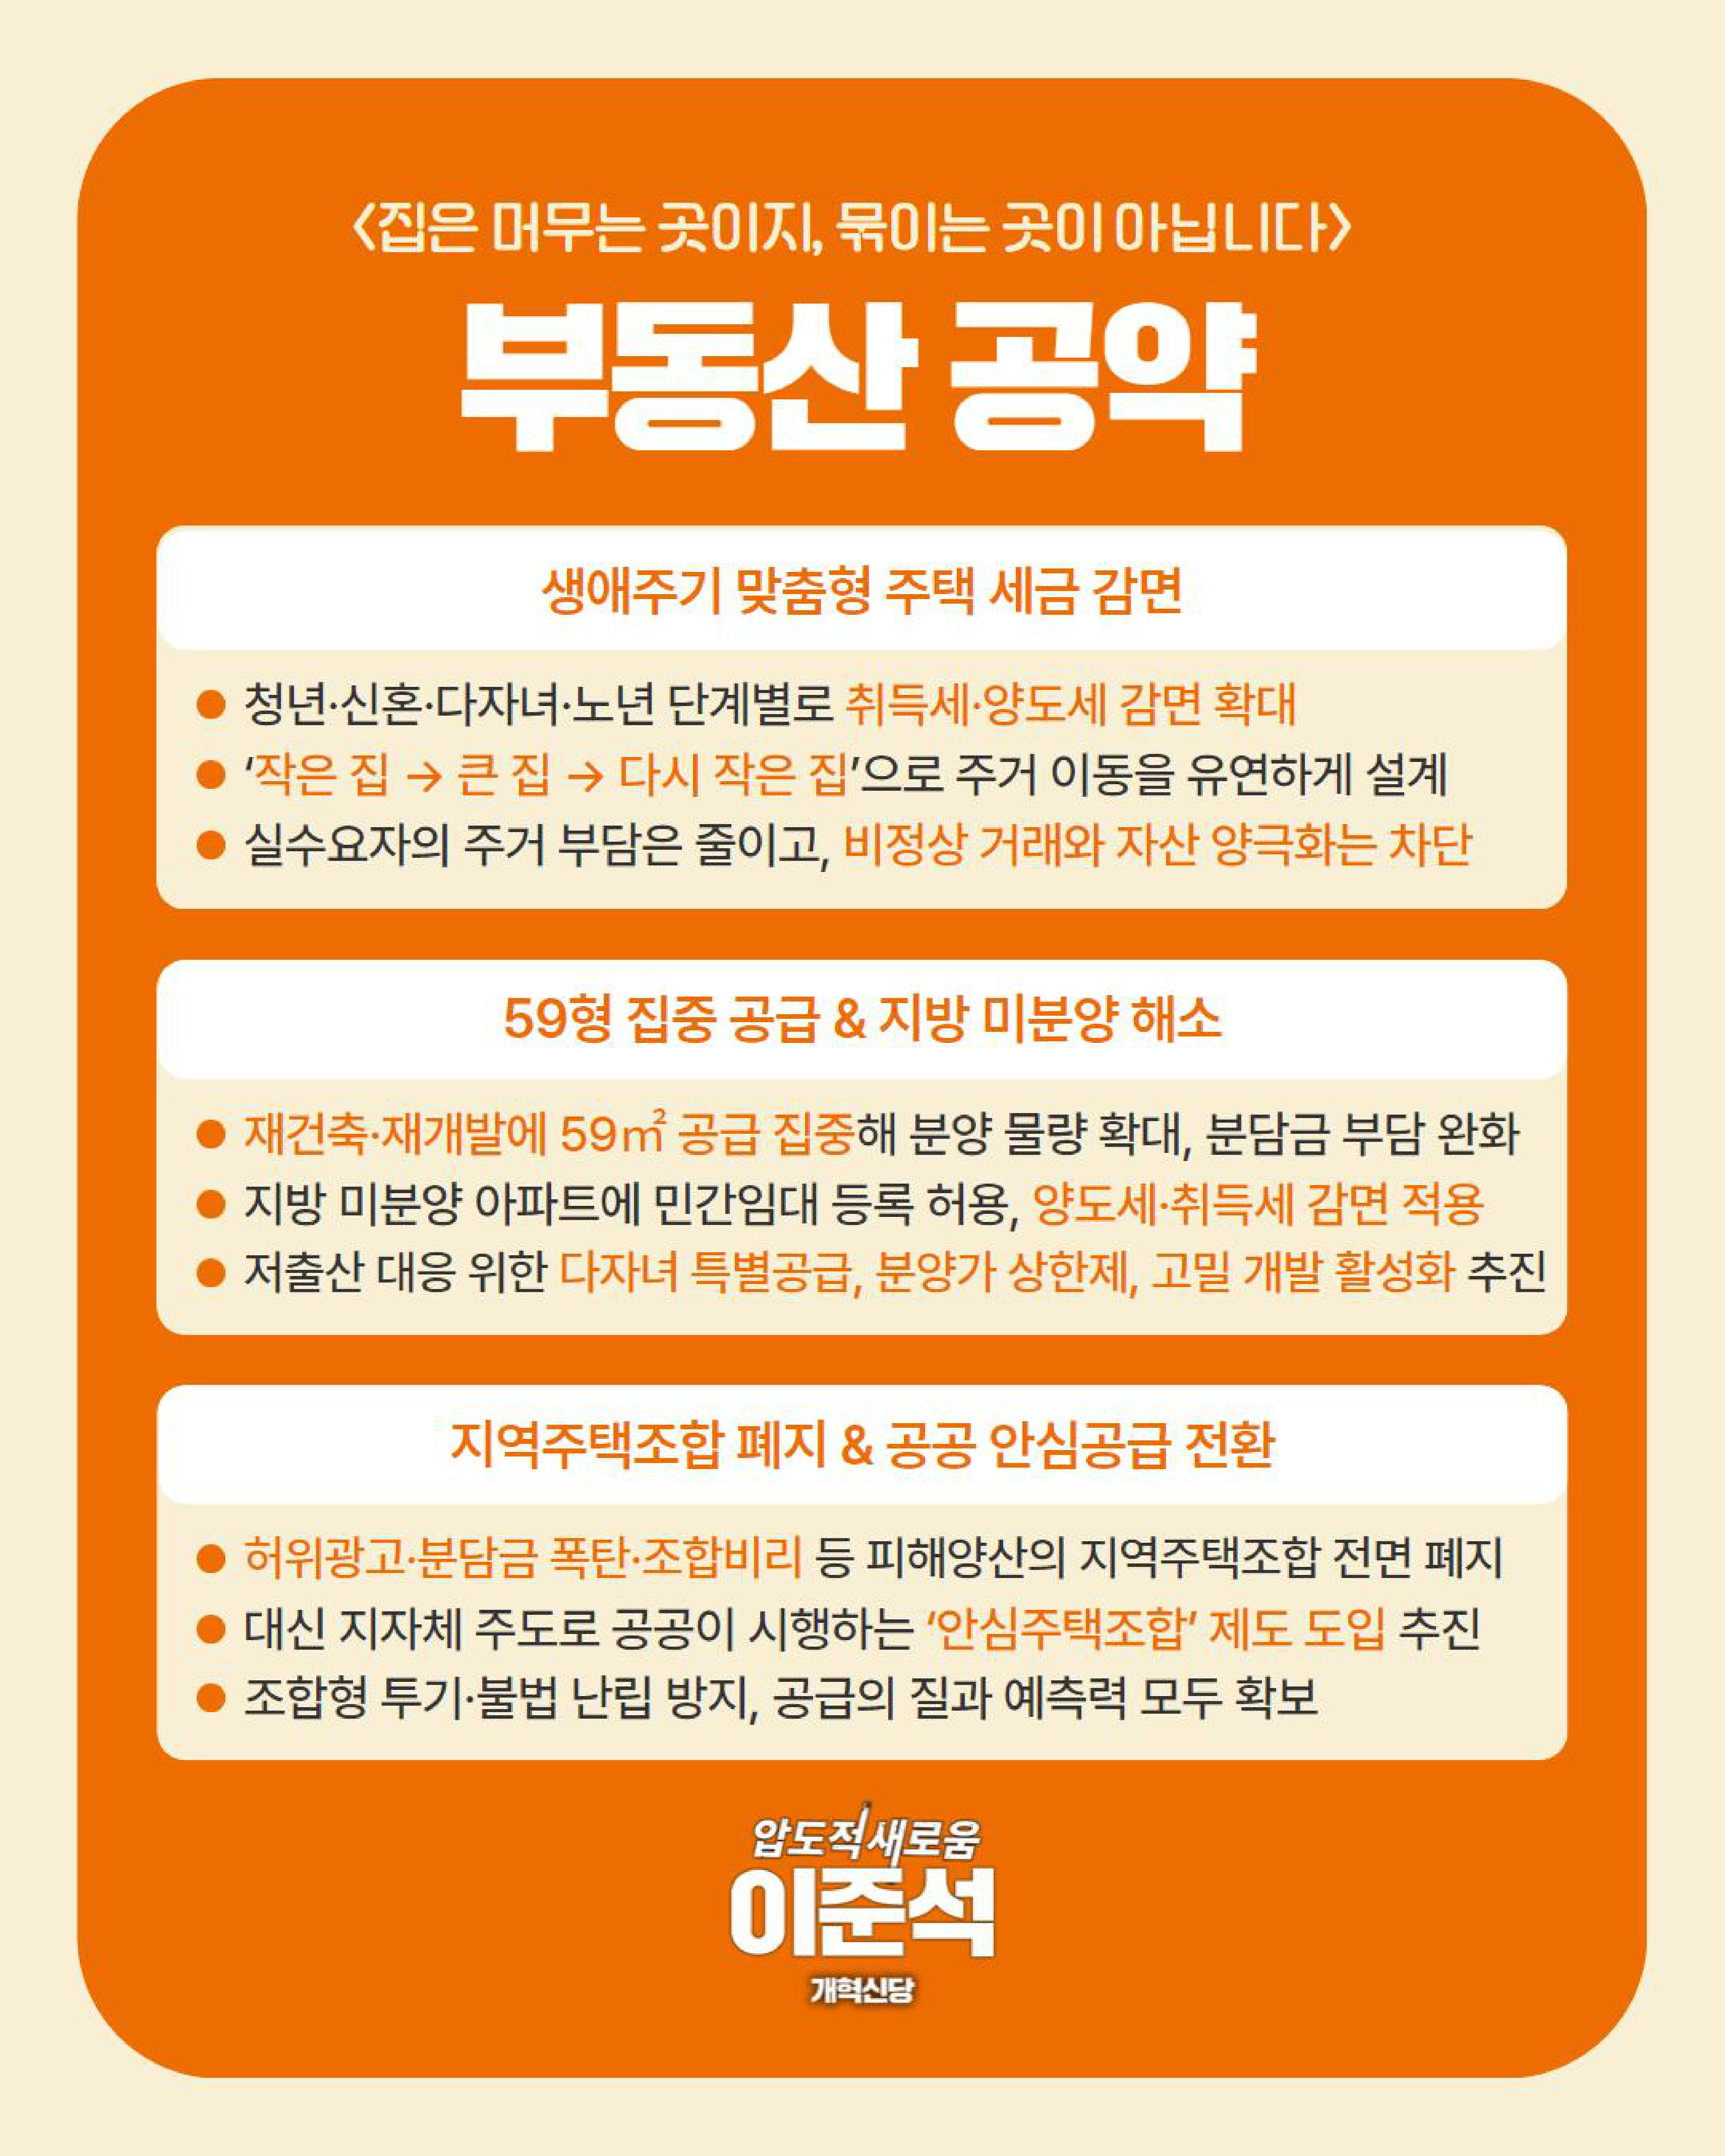 <집은 머무는 곳이지, 묶이는 곳이 아닙니다>
부동산 공약
생애주기 맞춤형 주택 세금 감면
● 청년·신혼·다자녀·노년 단계별로 취득세·양도세 감면 확대
● ‘작은 집 → 큰 집 → 다시 작은 집’으로 주거 이동을 유연하게 설계
● 실수요자의 주거 부담은 줄이고, 비정상 거래와 자산 양극화는 차단
59형 집중 공급 & 지방 미분양 해소
● 재건축·재개발에 59㎡ 공급 집중해 분양 물량 확대, 분담금 부담 완화
● 지방 미분양 아파트에 민간임대 등록 허용, 양도세·취득세 감면 적용
● 저출산 대응 위한 다자녀 특별공급, 분양가 상한제, 고밀 개발 활성화 추진
지역주택조합 폐지 & 공공 안심공급 전환
● 허위광고·분담금 폭탄·조합비리 등 피해양산의 지역주택조합 전면 폐지
● 대신 지자체 주도로 공공이 시행하는 ‘안심주택조합’ 제도 도입 추진
● 조합형 투기·불법 난립 방지, 공급의 질과 예측력 모두 확보
압도적새로움
이준석
개혁신당